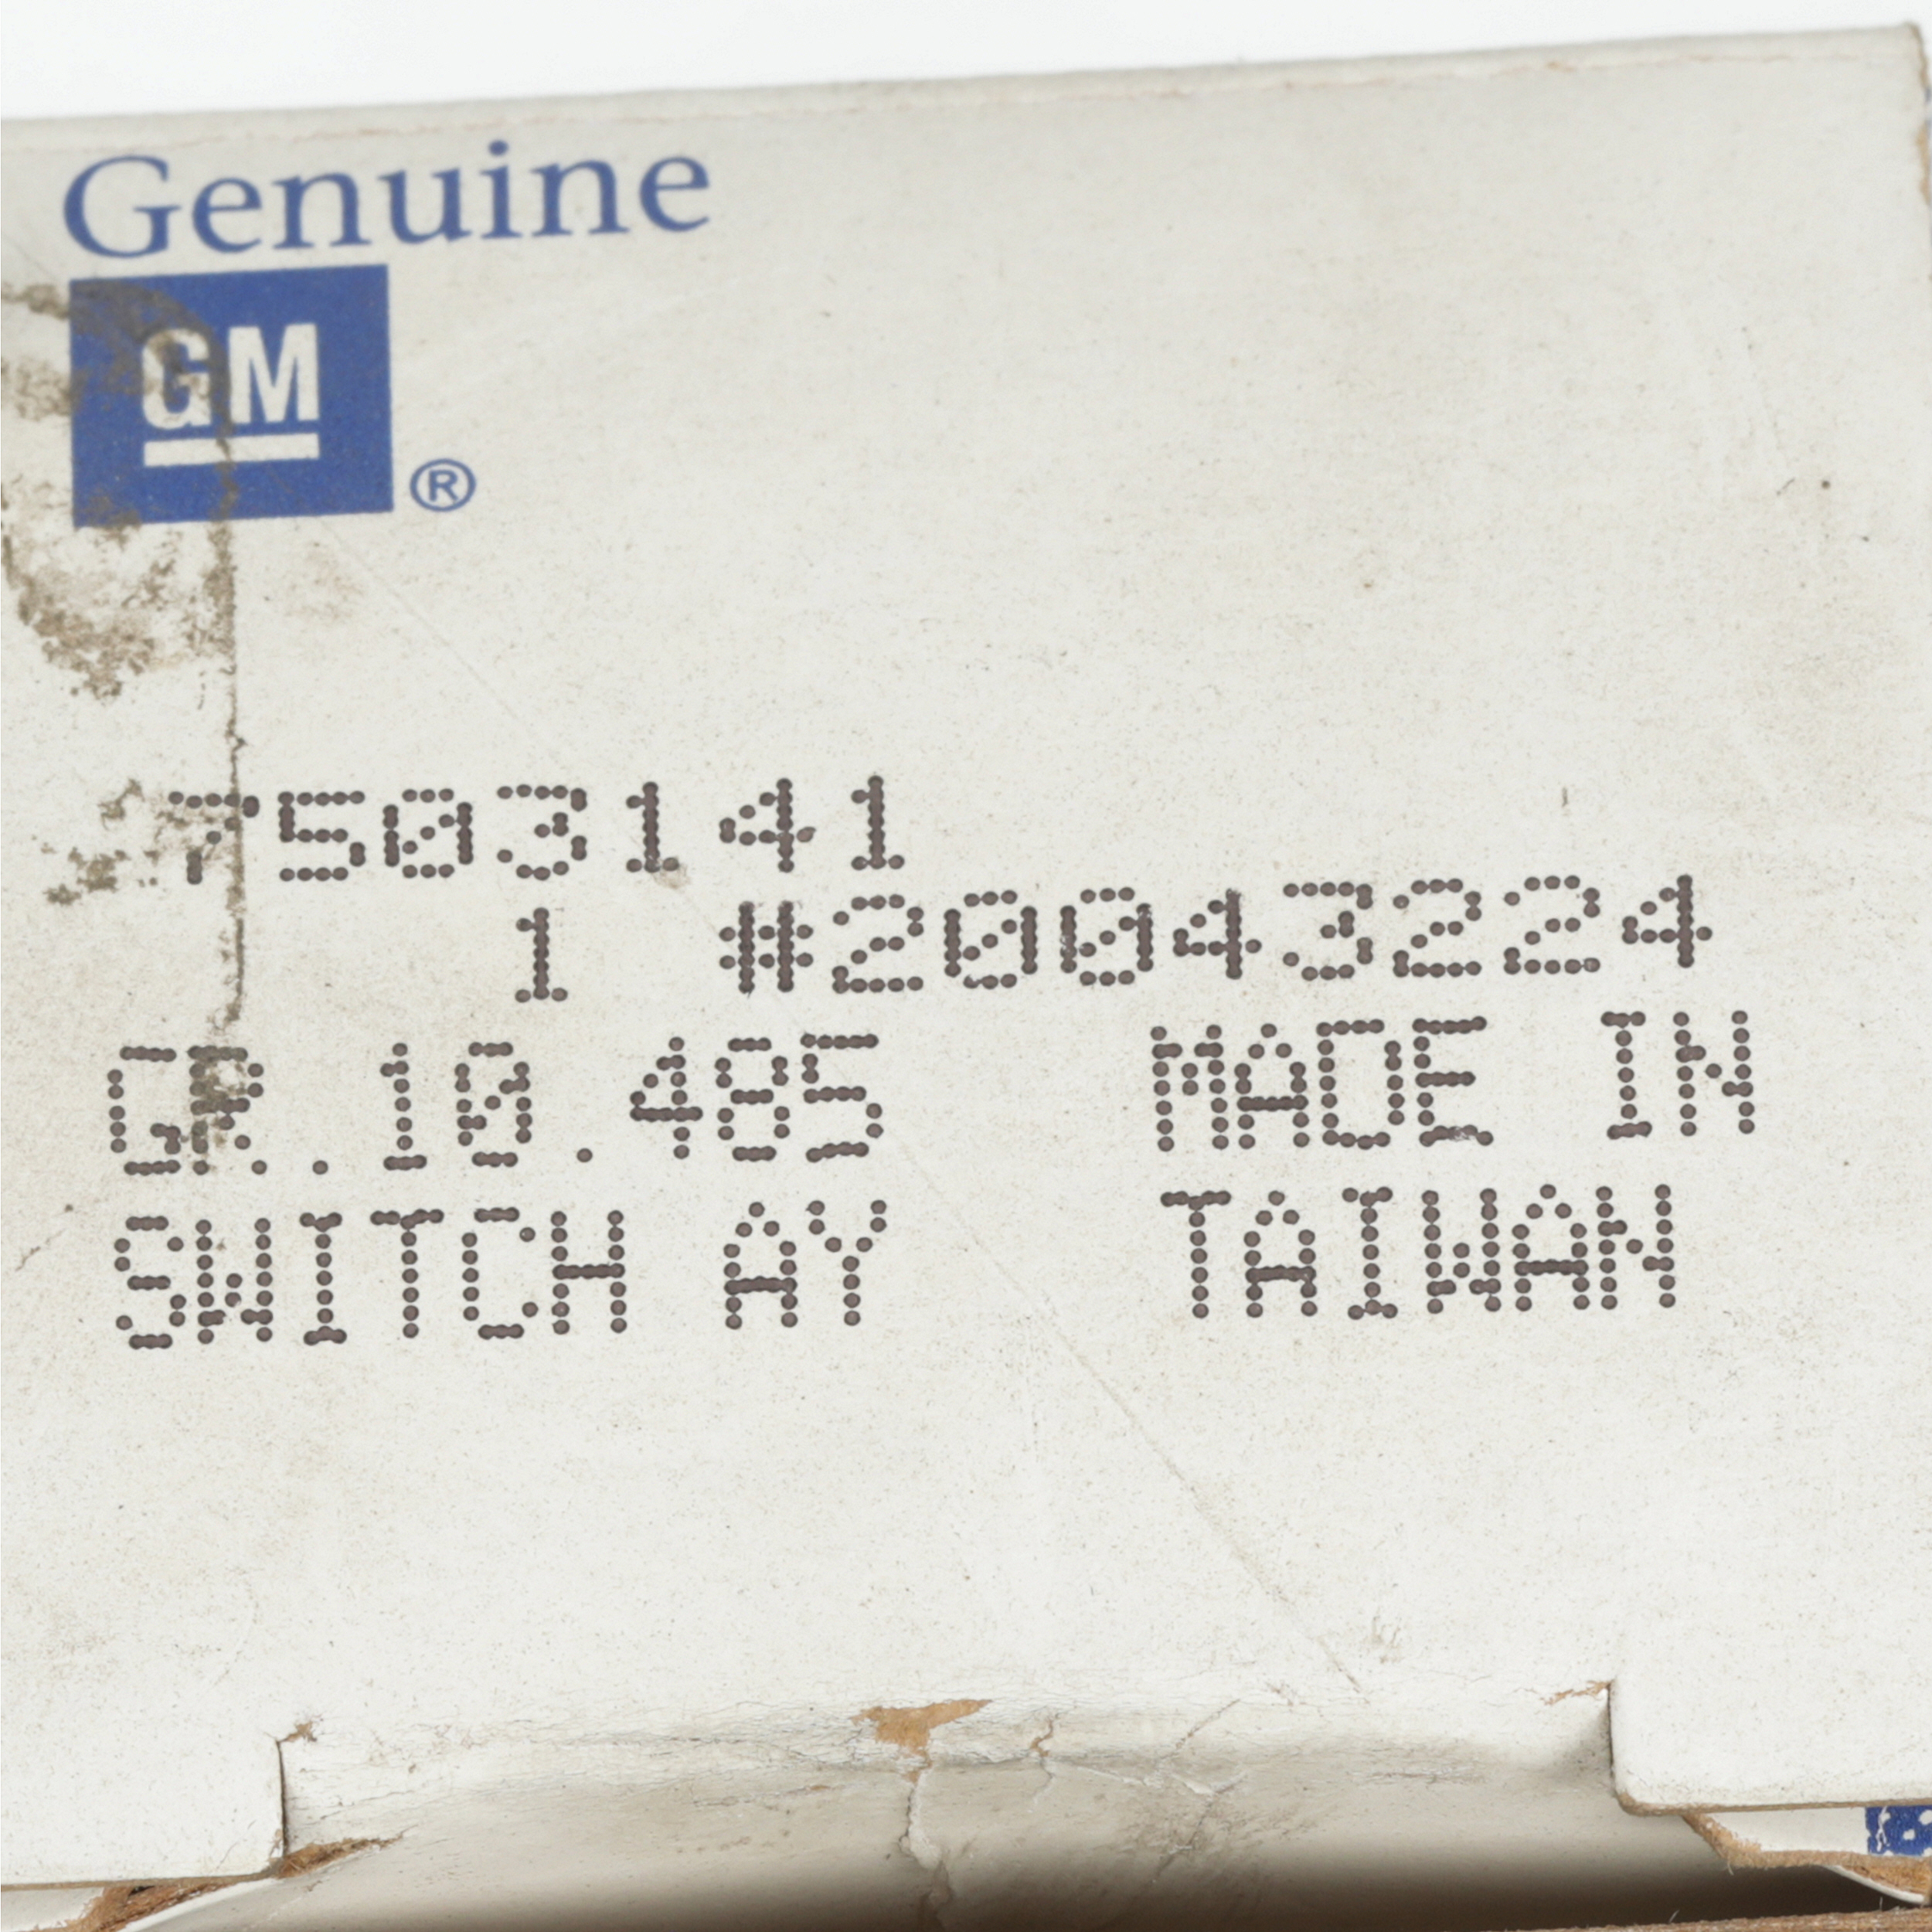 Genuine
GM
®
7503141
1 #20043224
GR.10.485 MADE IN
SWITCH AY TAIWAN